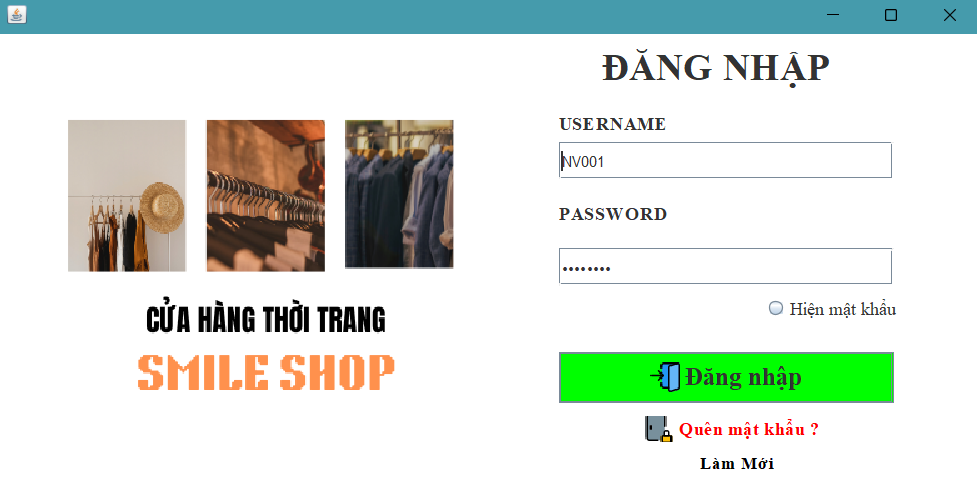 ĐĂNG NHẬP
USERNAME
NV001
PASSWORD
••••••••
Hiện mật khẩu
Đăng nhập
Quên mật khẩu ?
Làm Mới
CỬA HÀNG THỜI TRANG
SMILE SHOP